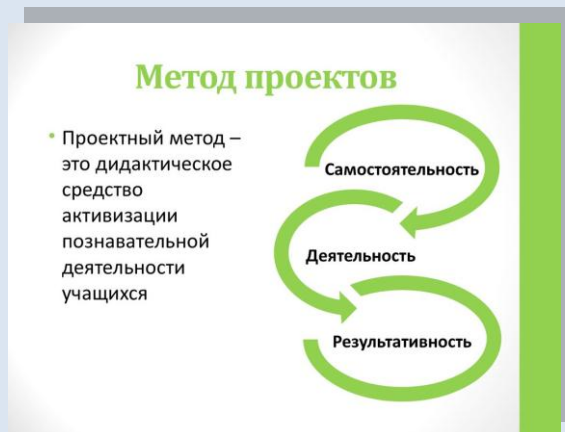 Метод проектов
• Проектный метод –
это дидактическое
средство
активизации
познавательной
деятельности
учащихся
Самостоятельность
Деятельность
Результативность